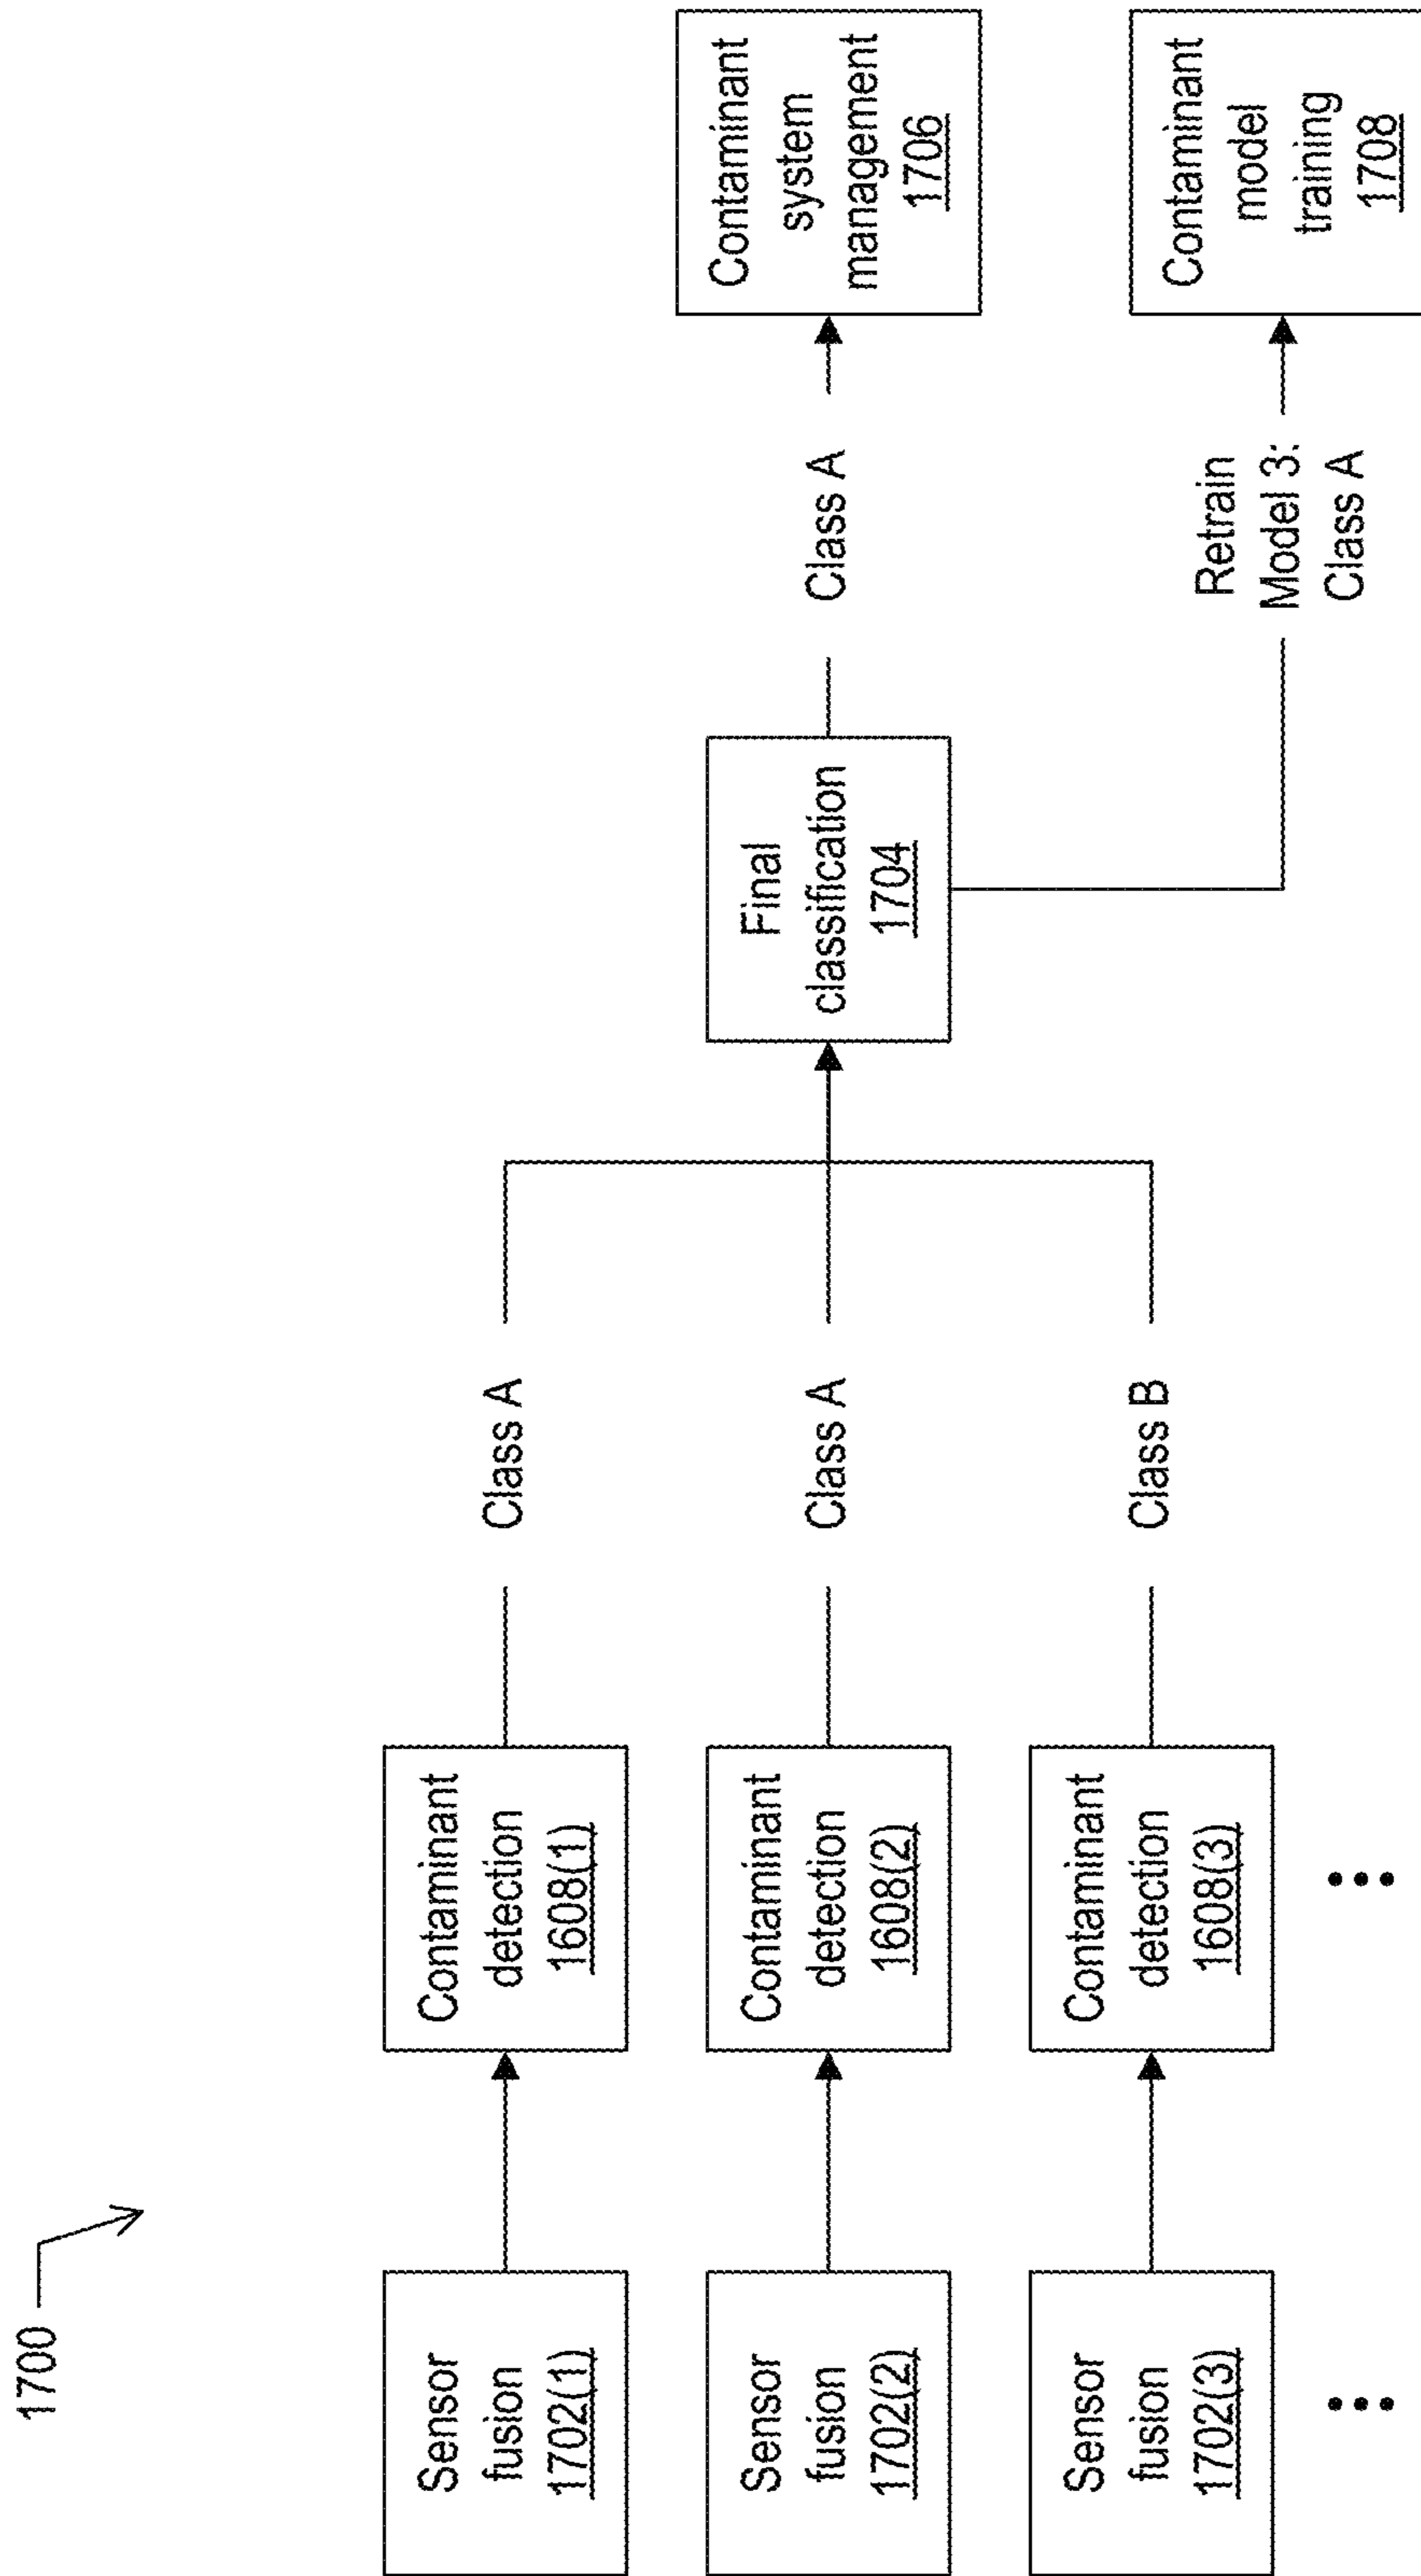 1700
Sensor
fusion
1702(1)
Contaminant
detection
1608(1)
Class A
Sensor
fusion
1702(2)
Contaminant
detection
1608(2)
Class A
Sensor
fusion
1702(3)
Contaminant
detection
1608(3)
Class B
Final
classification
1704
Class A
Contaminant
system
management
1706
Retrain
Model 3:
Class A
Contaminant
model
training
1708